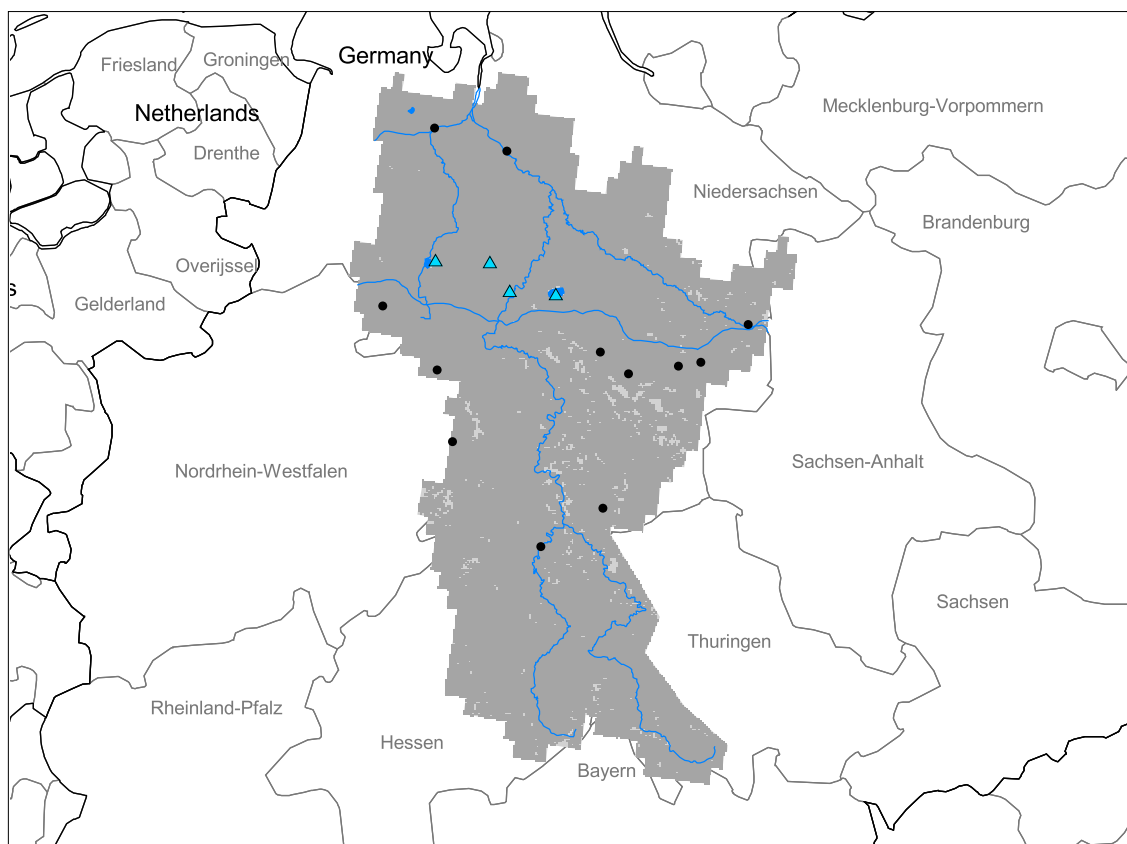 Germany
Friesland
Groningen
Mecklenburg-Vorpommern
Netherlands
Drenthe
Niedersachsen
Brandenburg
Overijssel
s
Gelderland
Sachsen-Anhalt
Nordrhein-Westfalen
Sachsen
Thuringen
Rheinland-Pfalz
Hessen
Bayern